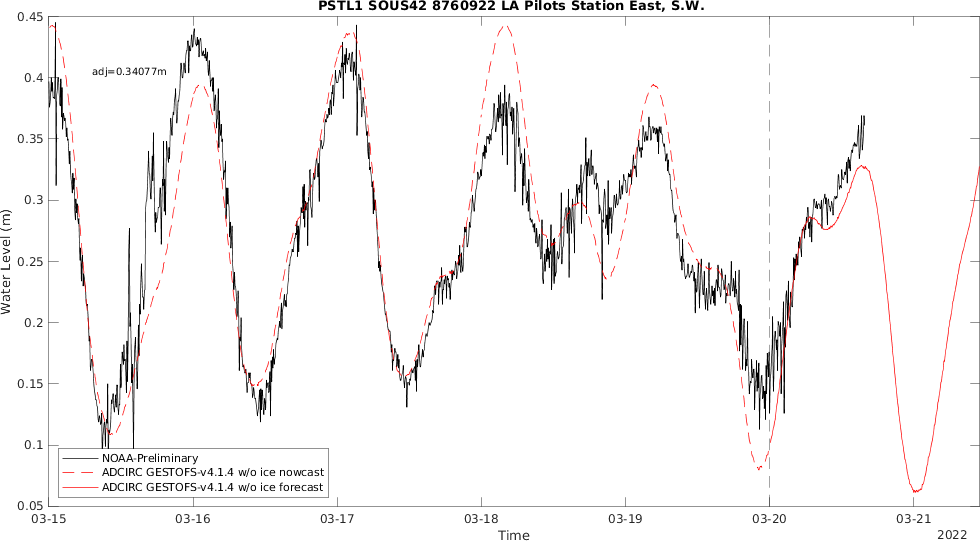 PSTL1 SOUS42 8760922 LA Pilots Station East, S.W.
0.45
0.4
0.35
0.3
0.25
0.2
0.15
0.1
0.05
Water Level (m)
adj=0.34077m
NOAA-Preliminary
ADCIRC GESTOFS-v4.1.4 w/o ice nowcast
ADCIRC GESTOFS-v4.1.4 w/o ice forecast
03-15 03-16 03-17 03-18 03-19 03-20 03-21
Time
2022